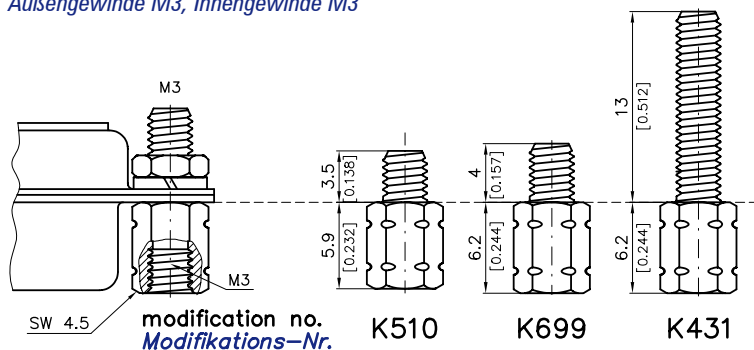 Außengewinde M3, Innengewinde M3
M3
3.5
[0.138]
5.9
[0.232]
4
[0.157]
6.2
[0.244]
13
[0.512]
6.2
[0.244]
M3
SW 4.5
modification no.
Modifikations-Nr.
K510
K699
K431